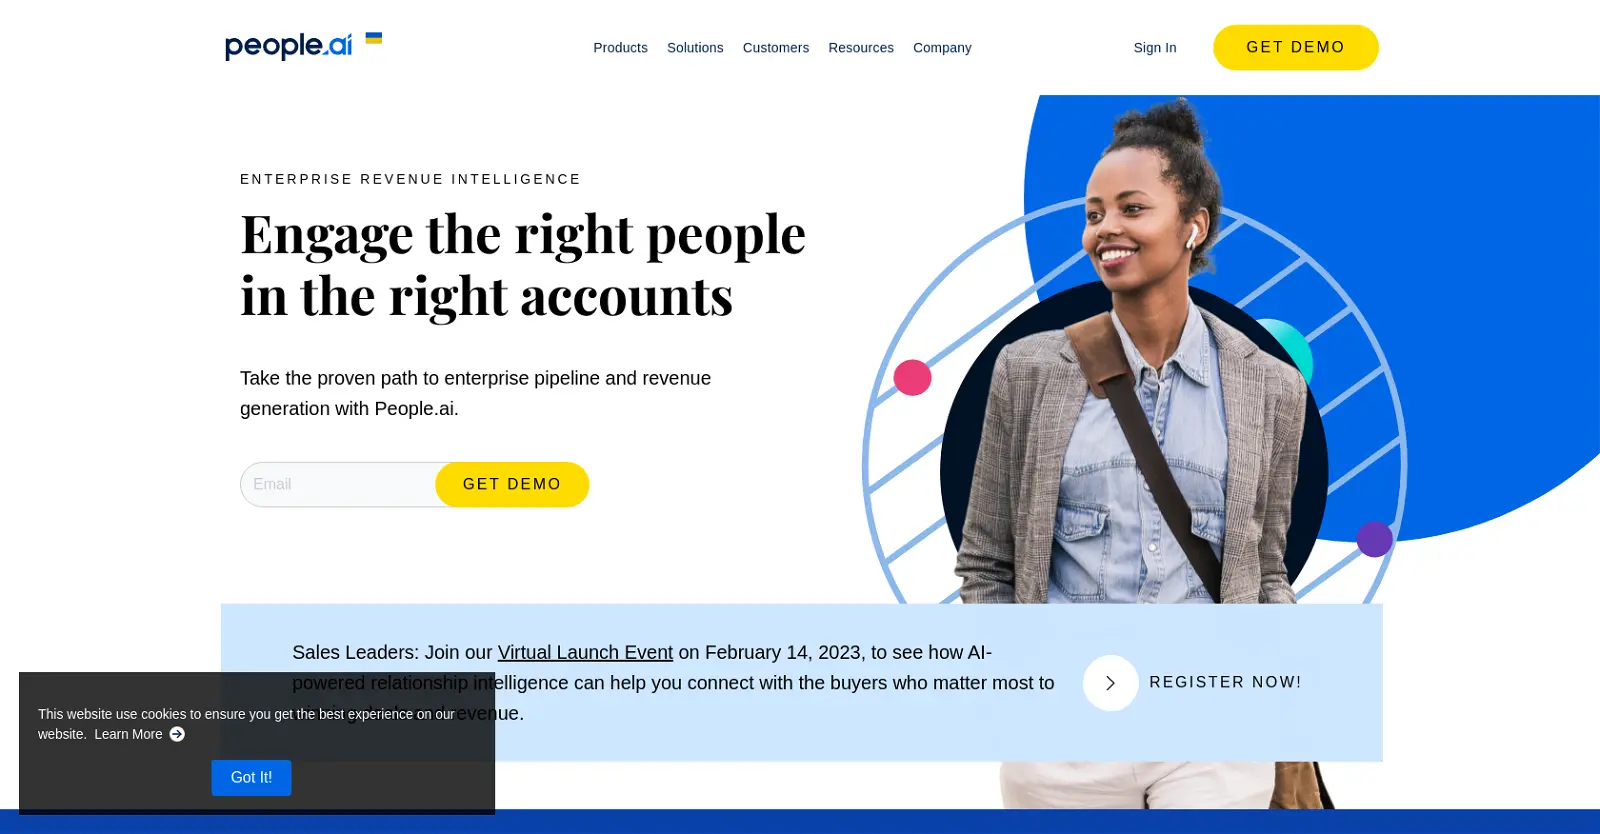 people.ai
Products Solutions Customers Resources Company
Sign In
GET DEMO
ENTERPRISE REVENUE INTELLIGENCE
Engage the right people
in the right accounts
Take the proven path to enterprise pipeline and revenue
generation with People.ai.
Email
GET DEMO
Sales Leaders: Join our Virtual Launch Event on February 14, 2023, to see how AI-
powered relationship intelligence can help you connect with the buyers who matter most to
revenue.
REGISTER NOW!
This website use cookies to ensure you get the best experience on our
website. Learn More
Got It!